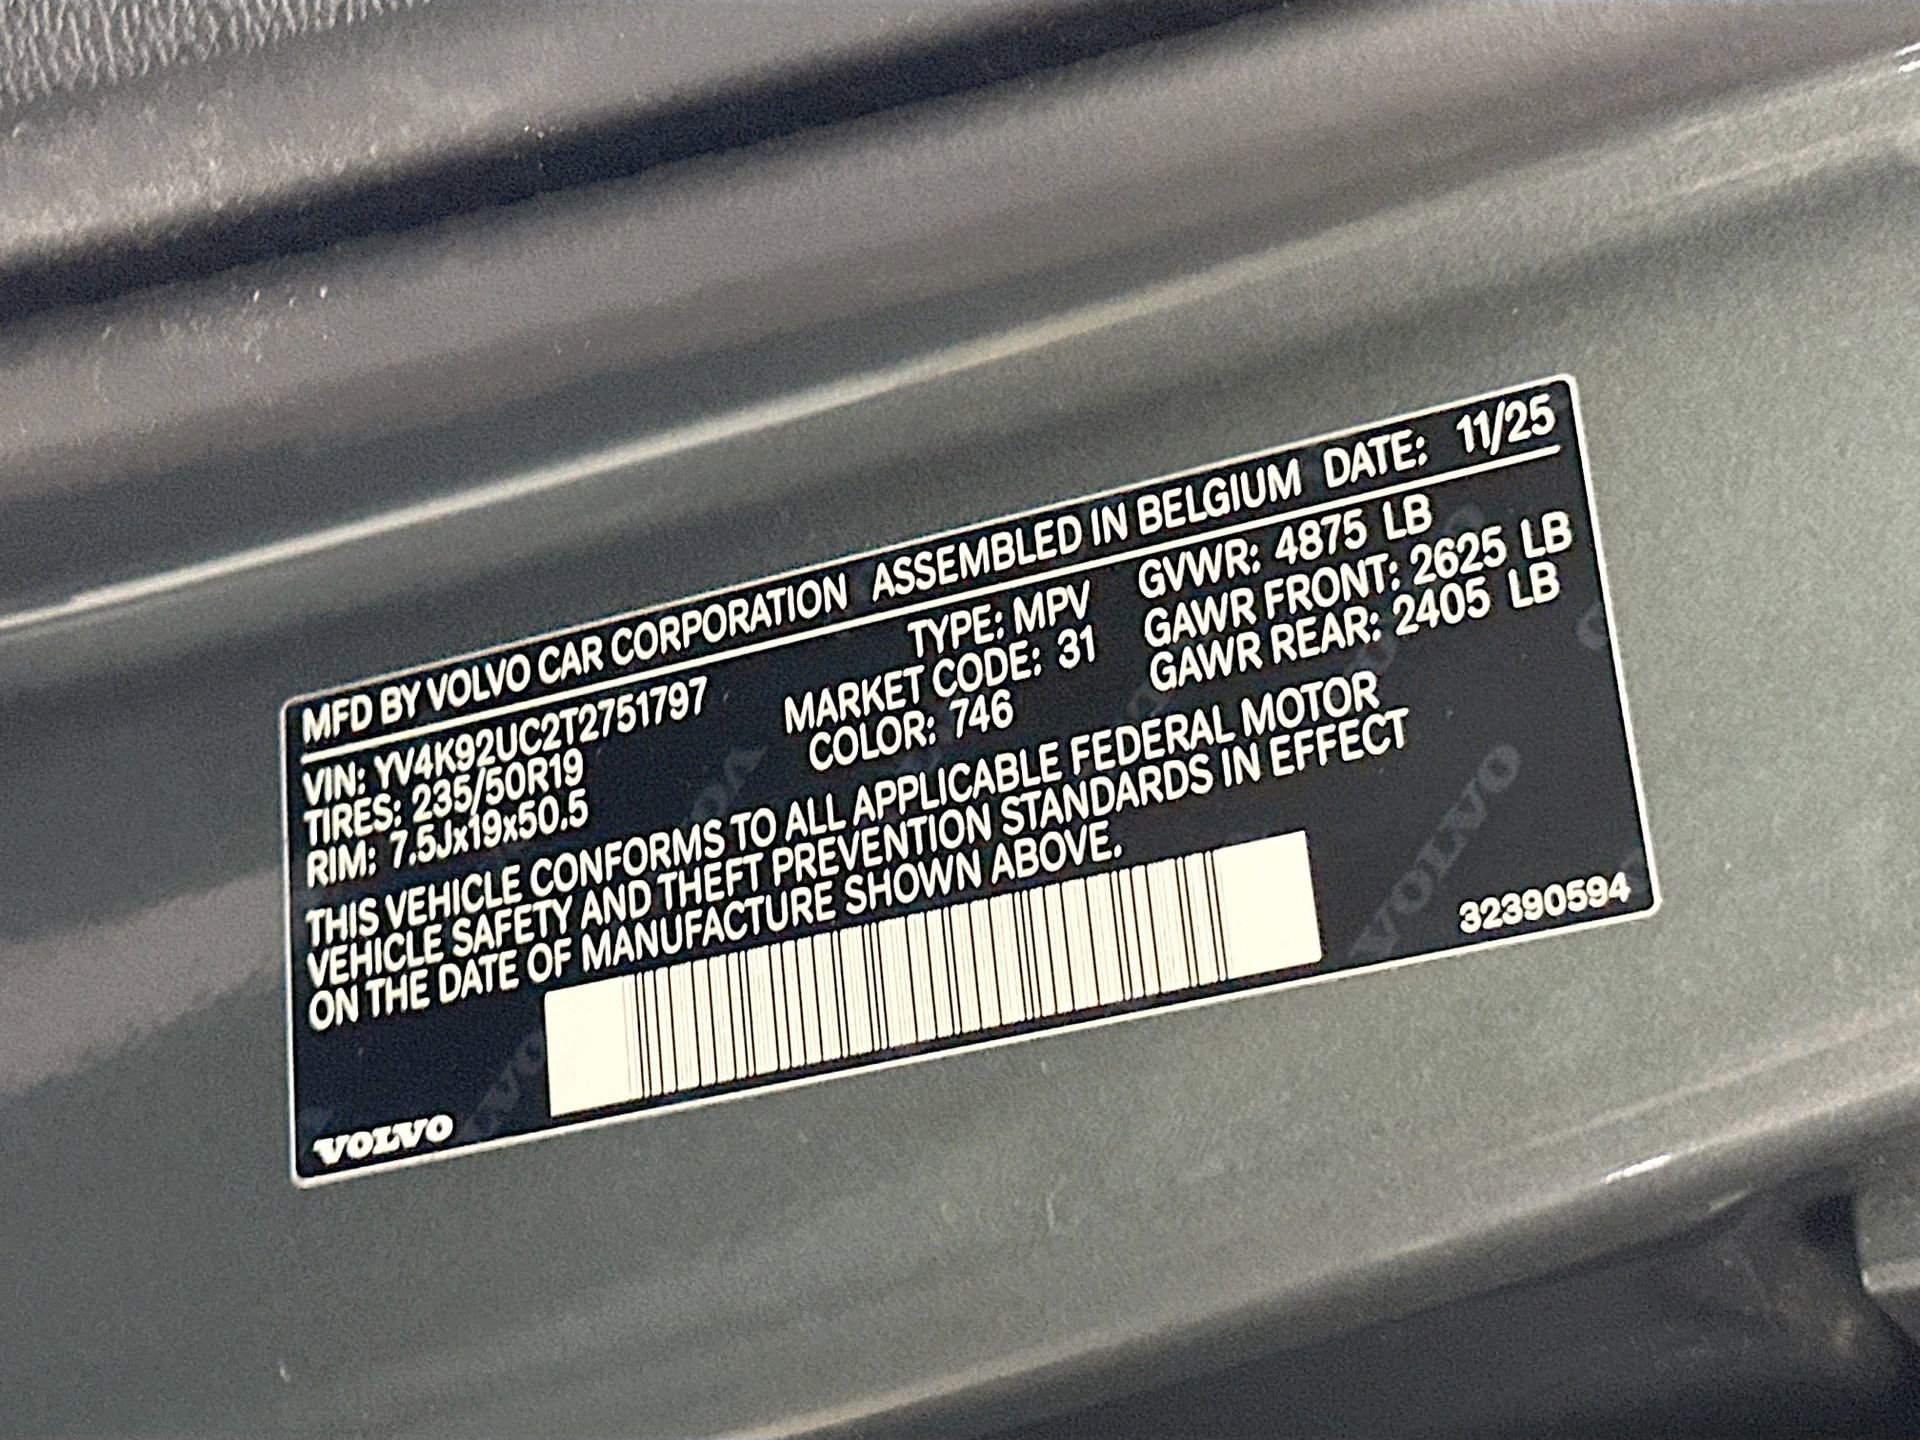 MFD BY VOLVO CAR CORPORATION ASSEMBLED IN BELGIUM DATE: 11/25
VIN: YV4K92UC2T2751797 TYPE: MPV GVWR: 4875 LB
TIRES: 235/50R19 MARKET CODE: 31 GAWR FRONT: 2625 LB
RIM: 7.5Jx19x50.5 COLOR: 746 GAWR REAR: 2405 LB
THIS VEHICLE CONFORMS TO ALL APPLICABLE FEDERAL MOTOR
VEHICLE SAFETY AND THEFT PREVENTION STANDARDS IN EFFECT
ON THE DATE OF MANUFACTURE SHOWN ABOVE.
32390594
VOLVO